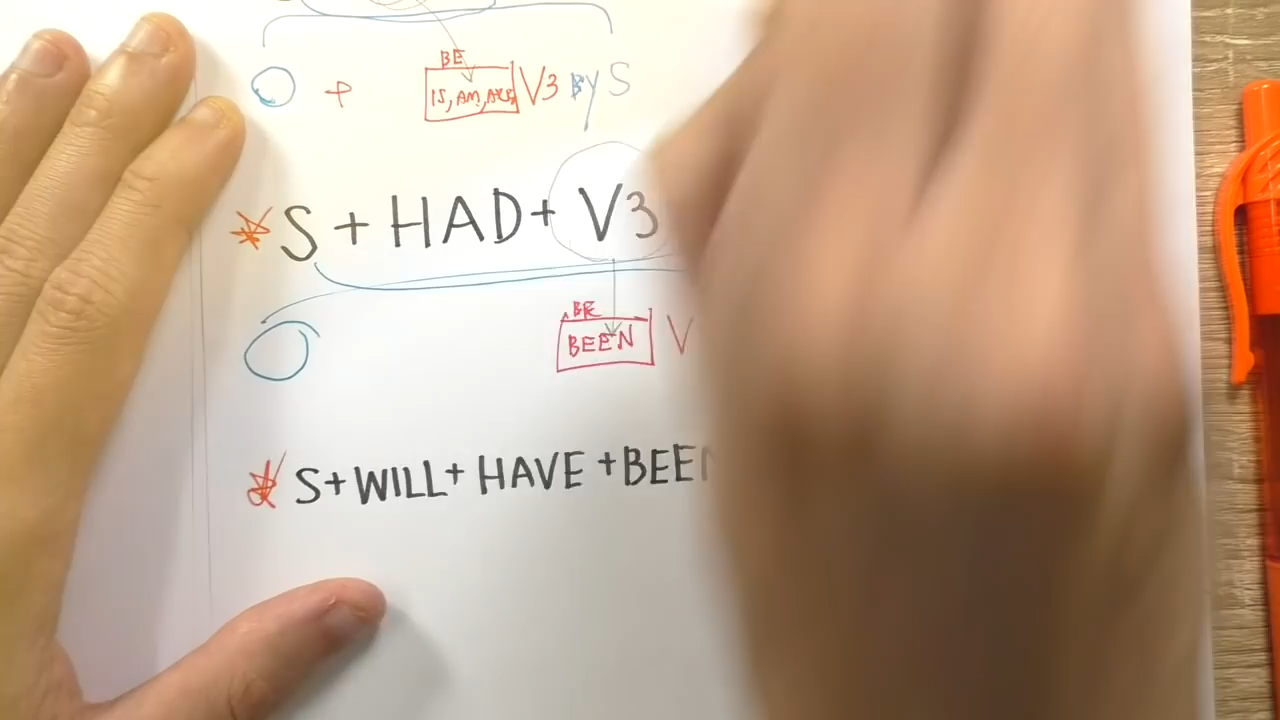 BE
O + IS, AM, ARE, V3 By S
S + HAD + V3
BE
O BEEN V
S+WILL+ HAVE +BEEN